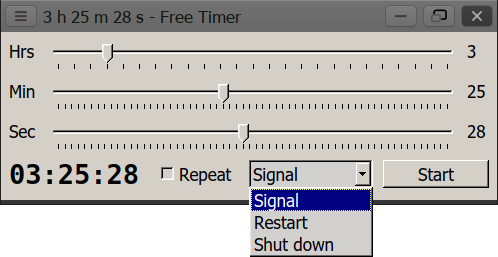 3 h 25 m 28 s - Free Timer
Hrs 3
Min 25
Sec 28
03:25:28 Repeat Signal Start
Signal
Restart
Shut down